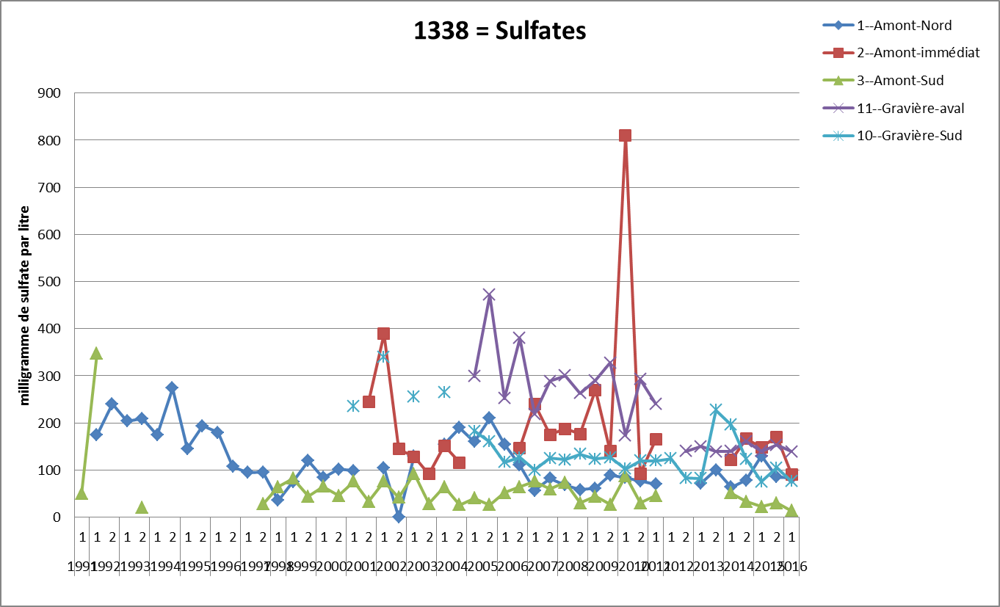 1338 = Sulfates
1--Amont-Nord
2--Amont-immédiat
3--Amont-Sud
11--Gravière-aval
10--Gravière-Sud
milligramme de sulfate par litre
900
800
700
600
500
400
300
200
100
0
1 1 2 1 2 1 2 1 2 1 2 1 2 1 1 2 1 2 1 2 1 2 1 2 1 2 1 2 1 2 1 2 1 2 1 2 1 2 1 1 2 1 2 1 2 1 2 1
1991 1992 1993 1994 1995 1996 1997 1998 1999 2000 2001 2002 2003 2004 2005 2006 2007 2008 2009 2010 2011 2012 2013 2014 2015 2016